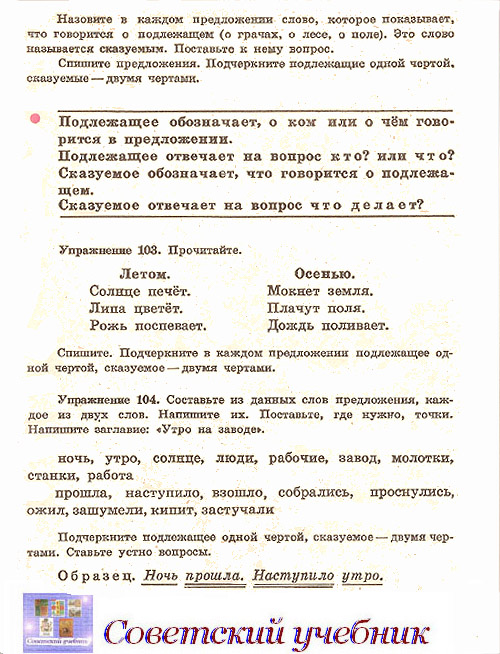 Назовите в каждом предложении слово, которое показывает,
что говорится о подлежащем (о грачах, о лесе, о поле). Это слово
называется сказуемым. Поставьте к нему вопрос.
Спишите предложения. Подчеркните подлежащие одной чертой,
сказуемые — двумя чертами.
Подлежащее обозначает, о ком или о чём гово-
рится в предложении.
Подлежащее отвечает на вопрос кто? или что?
Сказуемое обозначает, что говорится о подлежа-
щем.
Сказуемое отвечает на вопрос что делает?
Упражнение 103. Прочитайте.
Летом.
Солнце печёт.
Липа цветёт.
Рожь поспевает.
Осенью.
Мокнет земля.
Плачут поля.
Дождь поливает.
Спишите. Подчеркните в каждом предложении подлежащее од-
ной чертой, сказуемое — двумя чертами.
Упражнение 104. Составьте из данных слов предложения, каж-
дое из двух слов. Напишите их. Поставьте, где нужно, точки.
Напишите заглавие: «Утро на заводе».
ночь, утро, солнце, люди, рабочие, завод, молотки,
станки, работа
прошла, наступило, взошло, собрались, проснулись,
ожил, зашумели, кипит, застучали
Подчеркните подлежащее одной чертой, сказуемое — двумя чер-
тами. Ставьте устно вопросы.
Образец. Ночь прошла. Наступило утро.
Советский учебник
Советский учебник